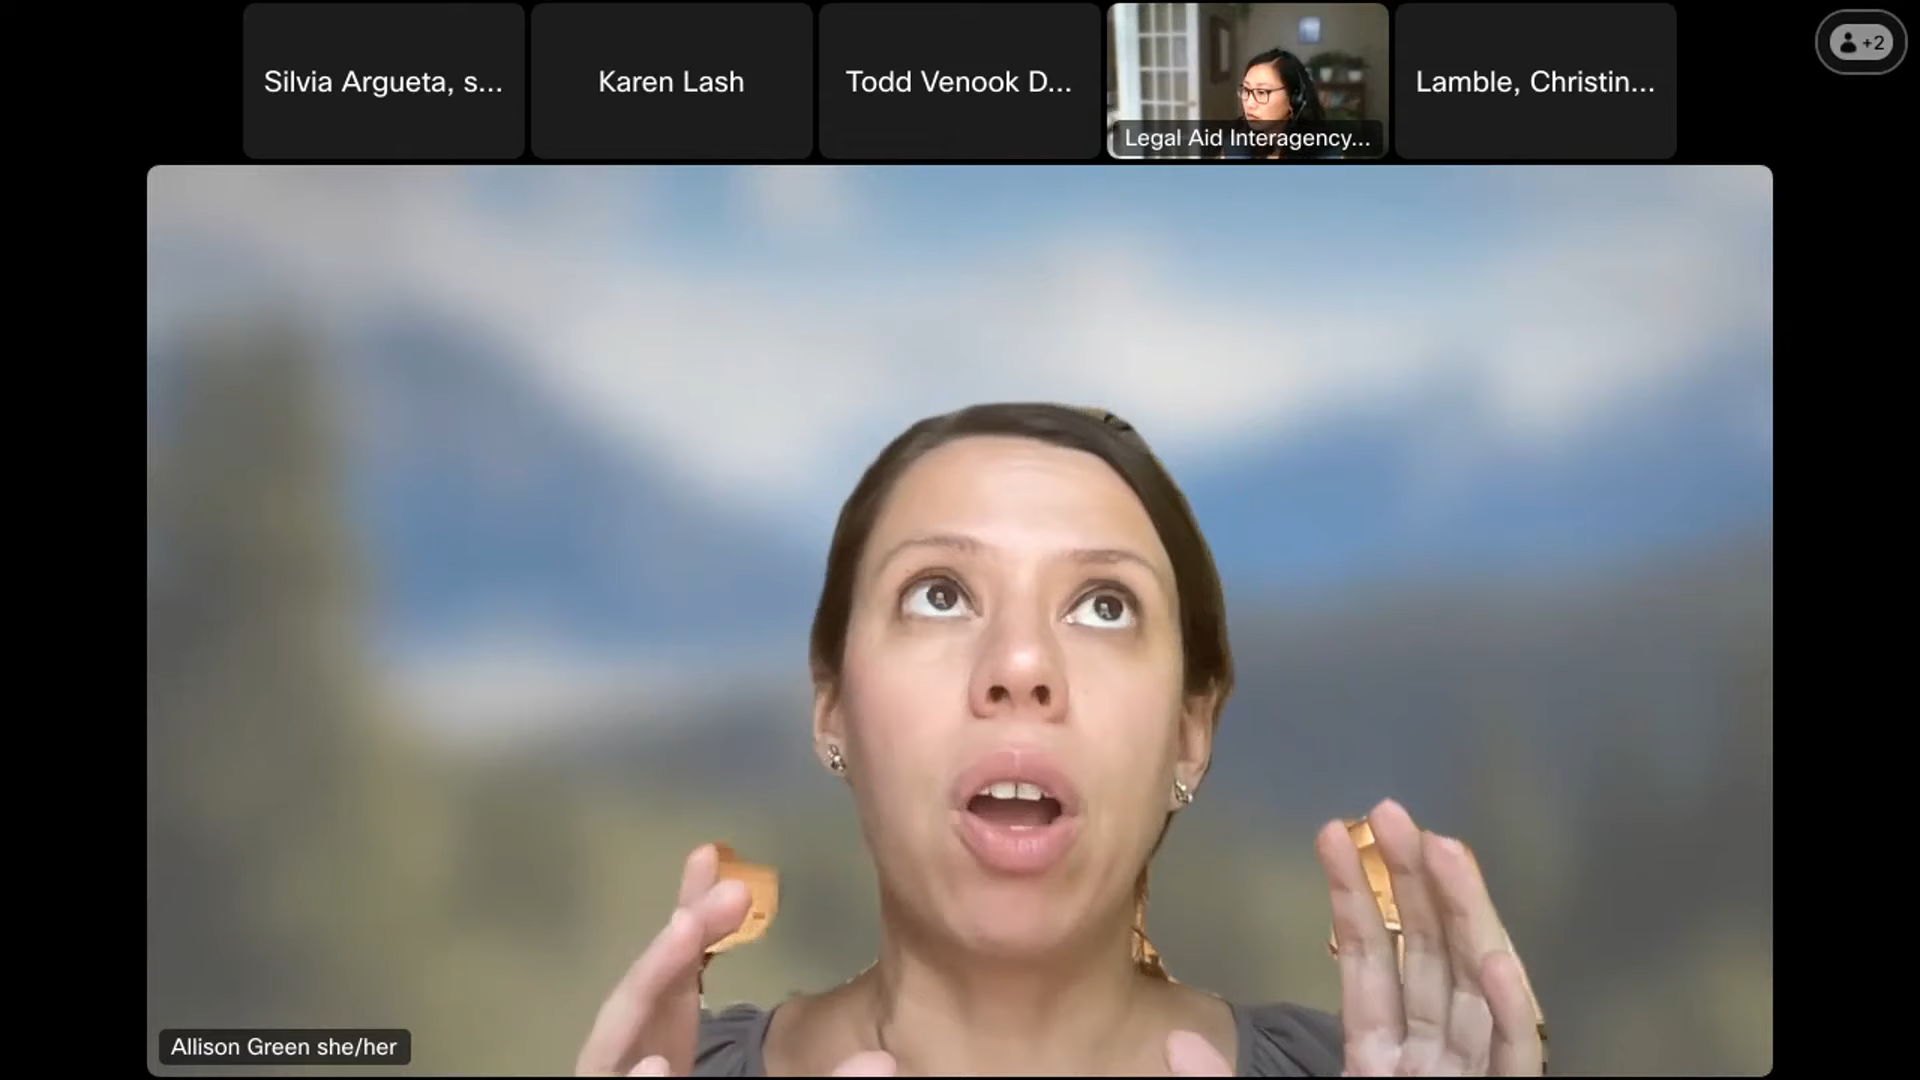 Silvia Argueta, s...
Karen Lash
Todd Venook D...
Legal Aid Interagency...
Lamble, Christin...
+2
Allison Green she/her